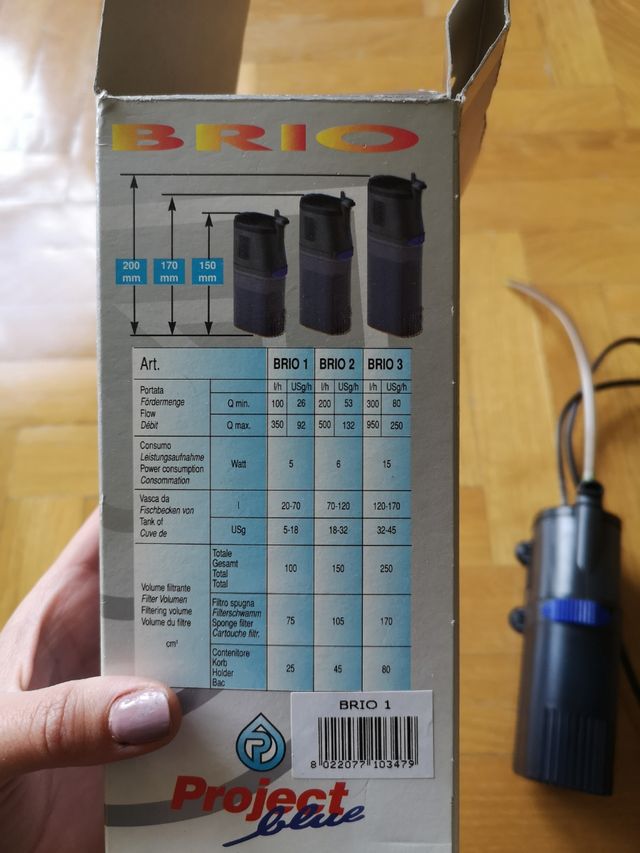 BRIO
200 mm 170 mm 150 mm
Art. BRIO 1 BRIO 2 BRIO 3
l/h USg/h l/h USg/h l/h USg/h
Portata
Fördermenge
Flow
Débit
Q min. 100 26 200 53 300 80
Q max. 350 92 500 132 950 250
Consumo
Leistungsaufnahme
Power consumption
Consommation
Watt 5 6 15
Vasca da
Fischbecken von
Tank of
Cuve de
l 20-70 70-120 120-170
USg 5-18 18-32 32-45
Volume filtrante
Filter Volumen
Filtering volume
Volume du filtre
cm³
Totale
Gesamt
Total
Total
100 150 250
Filtro spugna
Filterschwamm
Sponge filter
Cartouche filtr.
75 105 170
Contenitore
Korb
Holder
Bac
25 45 80
BRIO 1
8 022077 103479
Project
blue